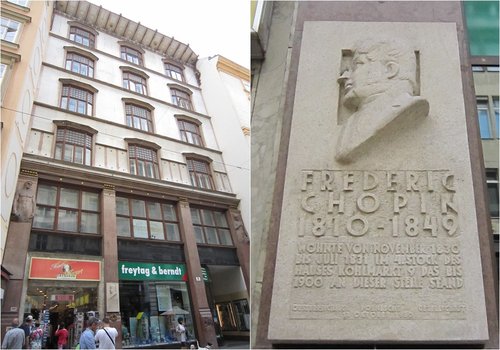 freytag & berndt
FREDERIC
CHOPIN
1810-1849
WOHNTE VON NOVEMBER 1830
BIS JULI 1831 IM 4. STOCK DES
HAUSES KOHLMARKT 9 DAS BIS
1900 AN DIESER STELLE STAND